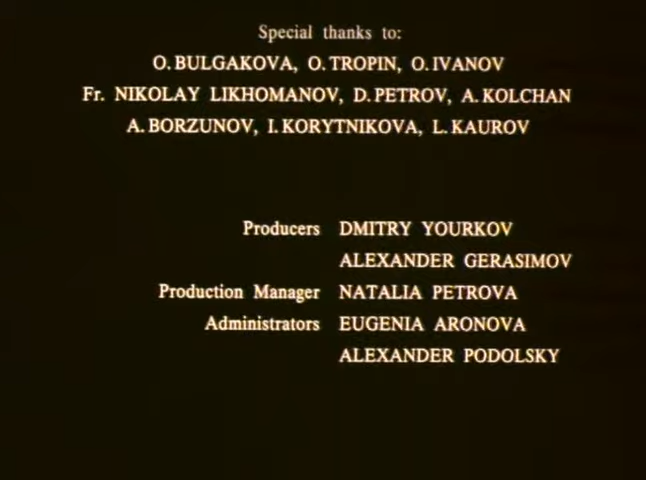 Special thanks to:
O. BULGAKOVA, O. TROPIN, O. IVANOV
Fr. NIKOLAY LIKHOMANOV, D. PETROV, A. KOLCHAN
A. BORZUNOV, I. KORYTNIKOVA, L. KAUROV
Producers DMITRY YOURKOV
ALEXANDER GERASIMOV
Production Manager NATALIA PETROVA
Administrators EUGENIA ARONOVA
ALEXANDER PODOLSKY